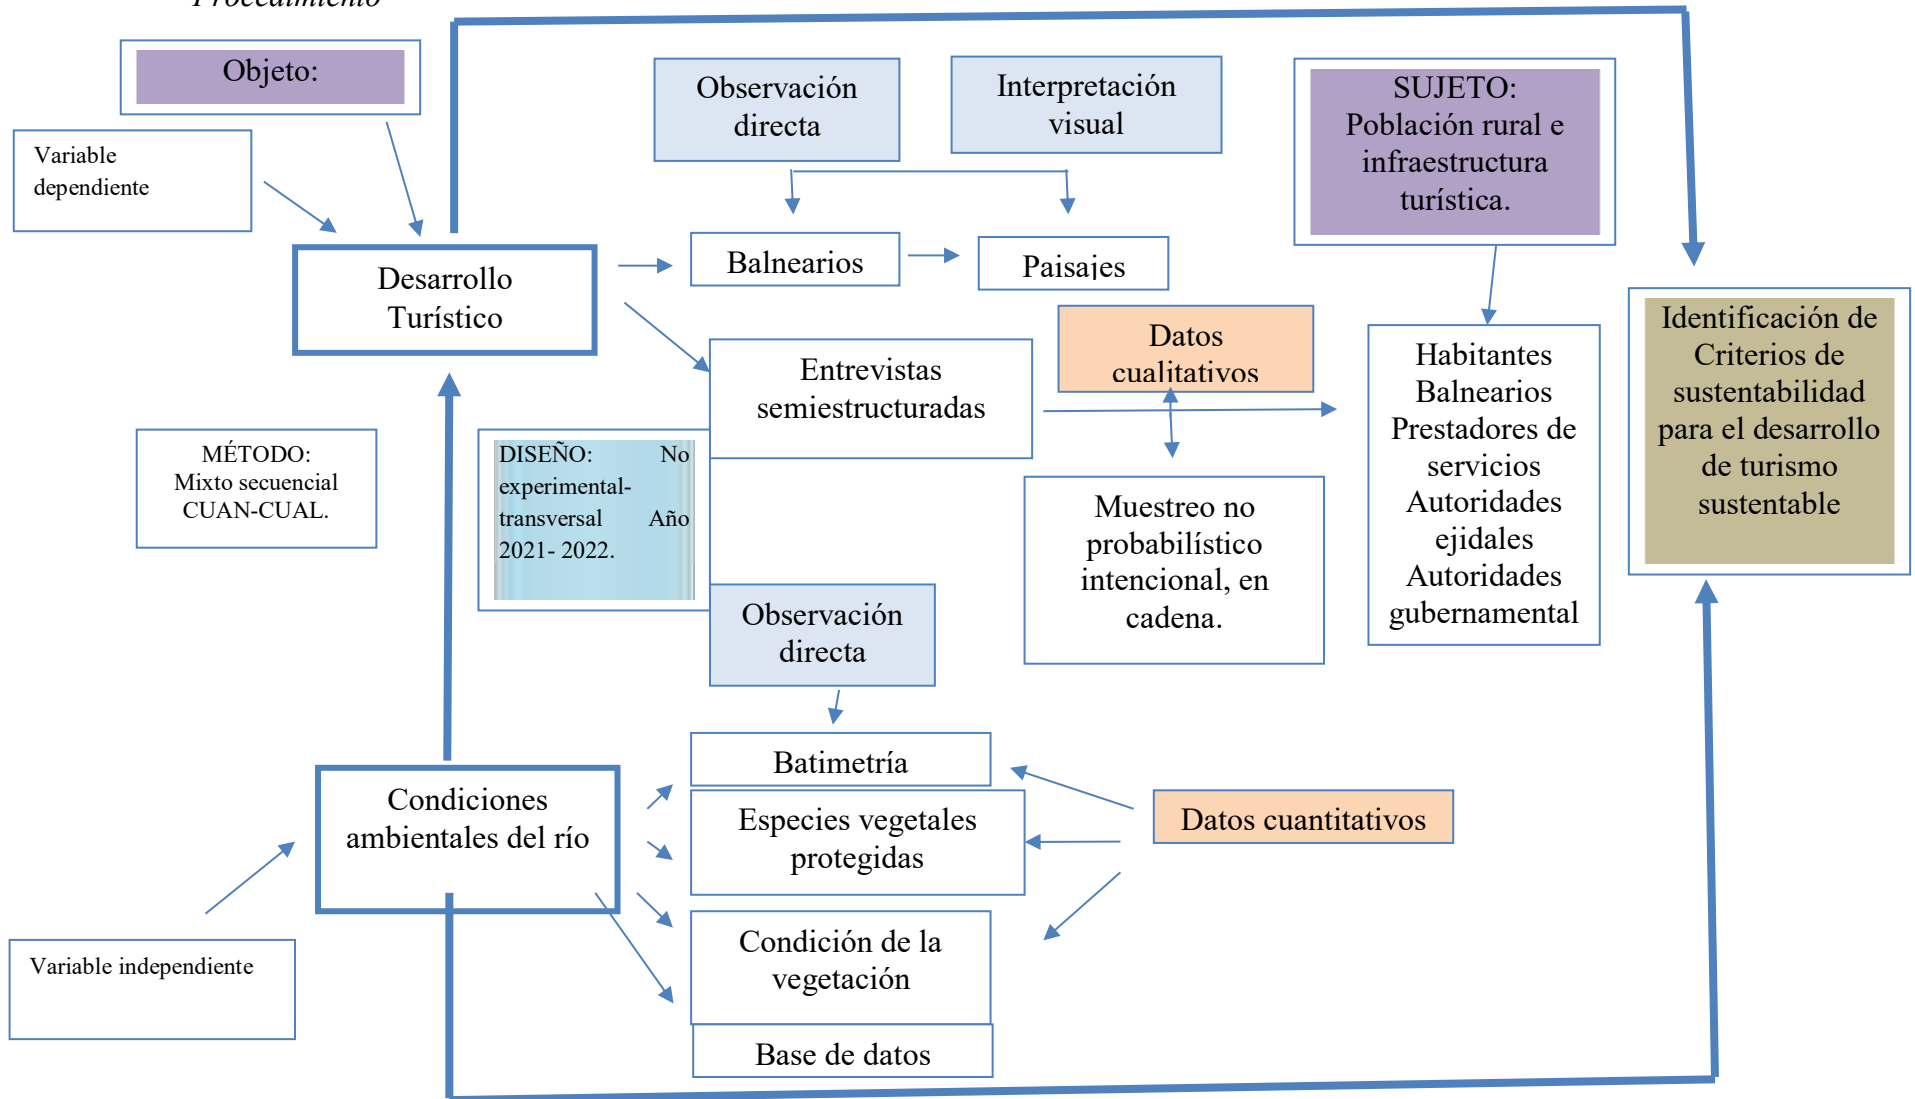 Procedimiento
Objeto:
Variable
dependiente
Observación
directa
Interpretación
visual
SUJETO:
Población rural e
infraestructura
turística.
Desarrollo
Turístico
Balnearios
Paisajes
Datos
cualitativos
Entrevistas
semiestructuradas
Habitantes
Balnearios
Prestadores de
servicios
Autoridades
ejidales
Autoridades
gubernamental
Identificación de
Criterios de
sustentabilidad
para el desarrollo
de turismo
sustentable
MÉTODO:
Mixto secuencial
CUAN-CUAL.
DISEÑO: No
experimental-
transversal Año
2021- 2022.
Muestreo no
probabilístico
intencional, en
cadena.
Observación
directa
Batimetría
Condiciones
ambientales del río
Especies vegetales
protegidas
Datos cuantitativos
Condición de la
vegetación
Variable independiente
Base de datos